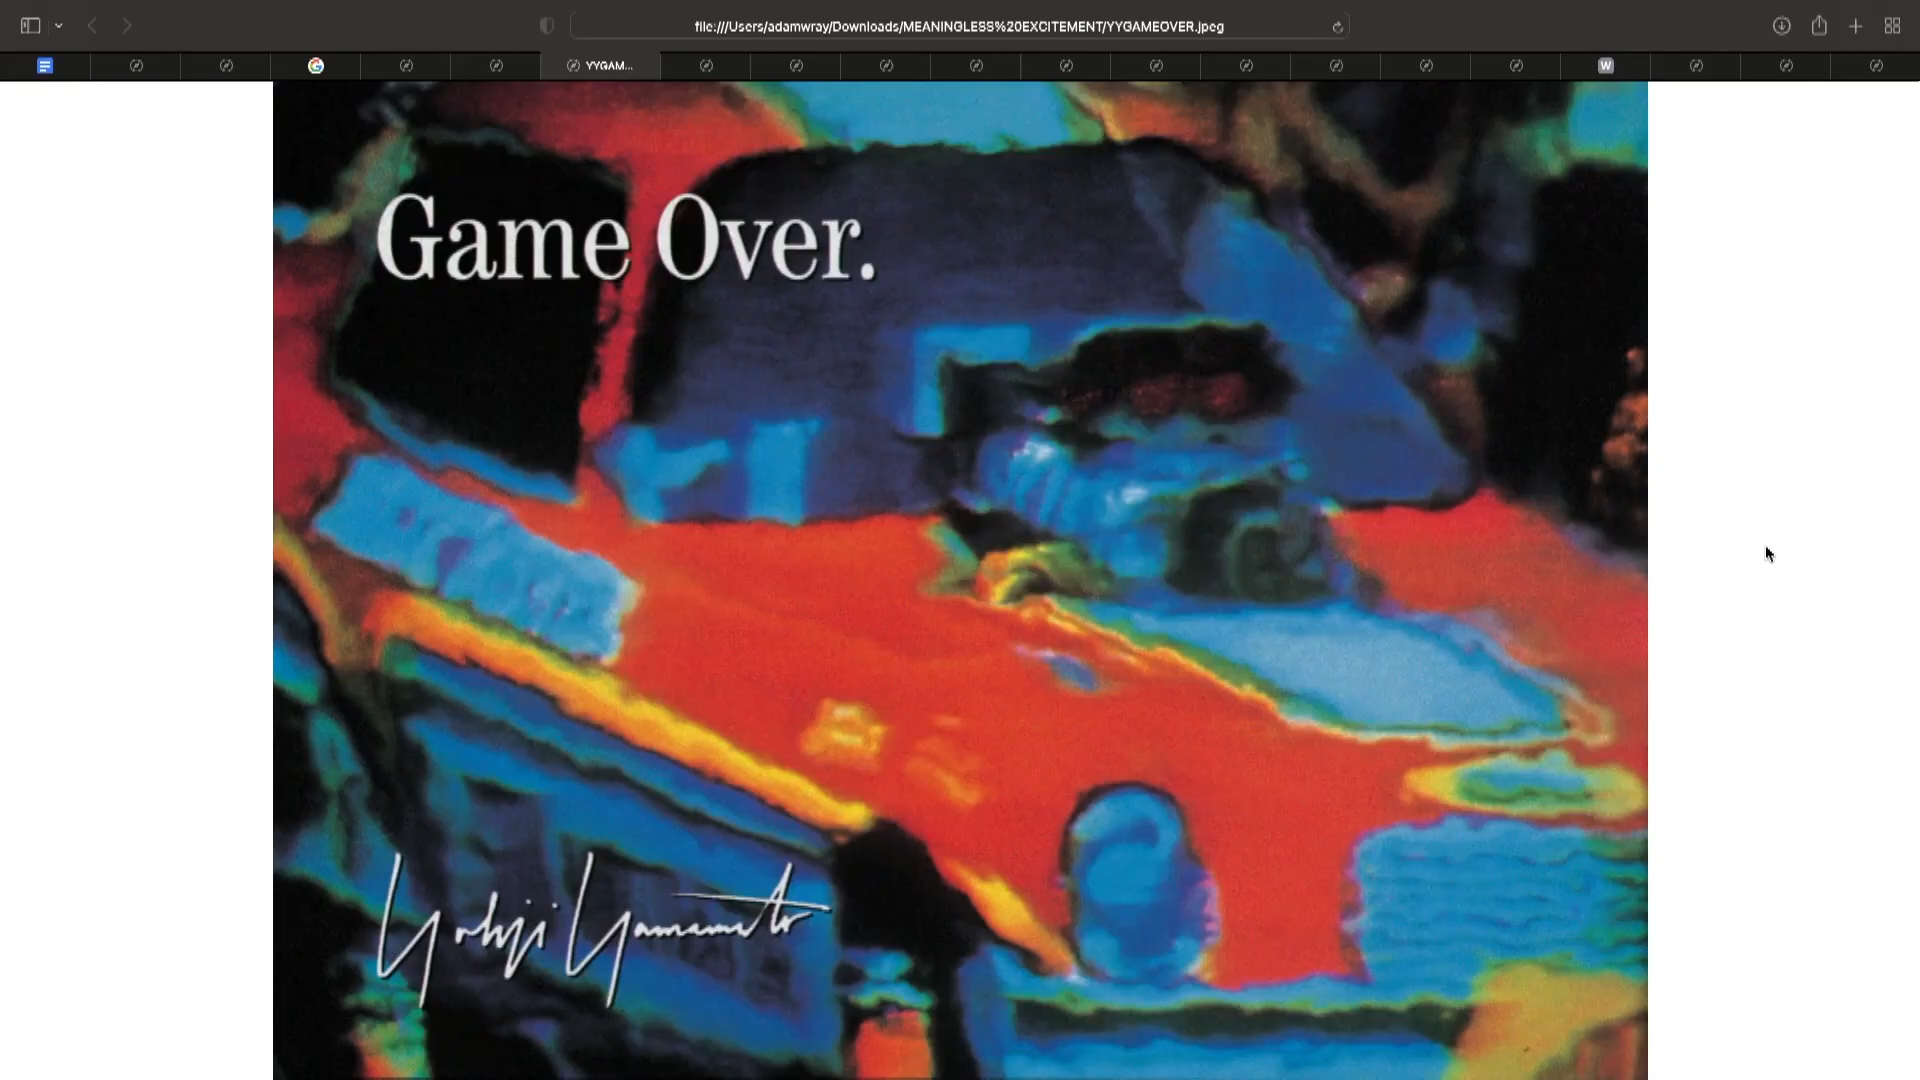 file:///Users/adamwray/Downloads/MEANINGLESS%20EXCITEMENT/YYGAMEOVER.jpeg
YYGAM...
W
Game Over.
Yohji Yamamoto